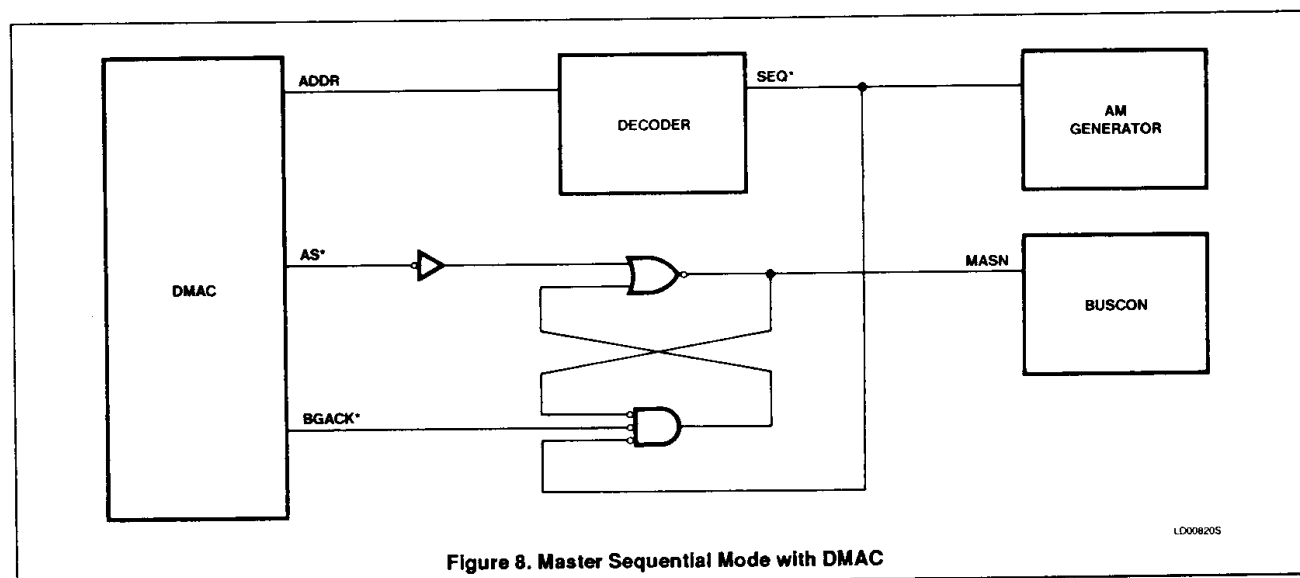 ADDR
SEQ*
DECODER
AM
GENERATOR
AS*
MASN
DMAC
BUSCON
BGACK*
LD00820S
Figure 8. Master Sequential Mode with DMAC